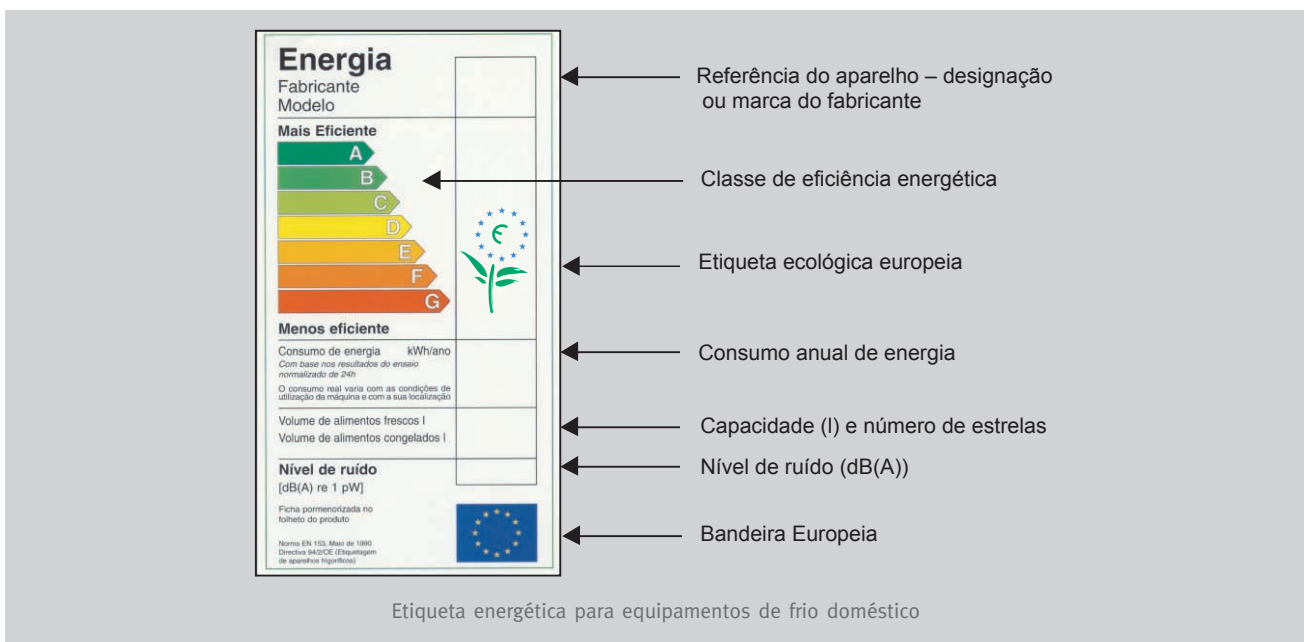 Energia
Fabricante
Modelo
Mais Eficiente
A
B
C
D
E
F
G
Menos eficiente
Consumo de energia kWh/ano
Com base nos resultados do ensaio
normalizado de 24h
O consumo real varia com as condições de
utilização da máquina e com a sua localização
Volume de alimentos frescos l
Volume de alimentos congelados l
Nível de ruído
[dB(A) re 1 pW]
Ficha pormenorizada no
folheto do produto
Norma EN 153, Maio de 1990
Directiva 94/2/CE (Etiquetagem
de aparelhos frigoríficos)
Referência do aparelho – designação
ou marca do fabricante
Classe de eficiência energética
Etiqueta ecológica europeia
Consumo anual de energia
Capacidade (l) e número de estrelas
Nível de ruído (dB(A))
Bandeira Europeia
Etiqueta energética para equipamentos de frio doméstico